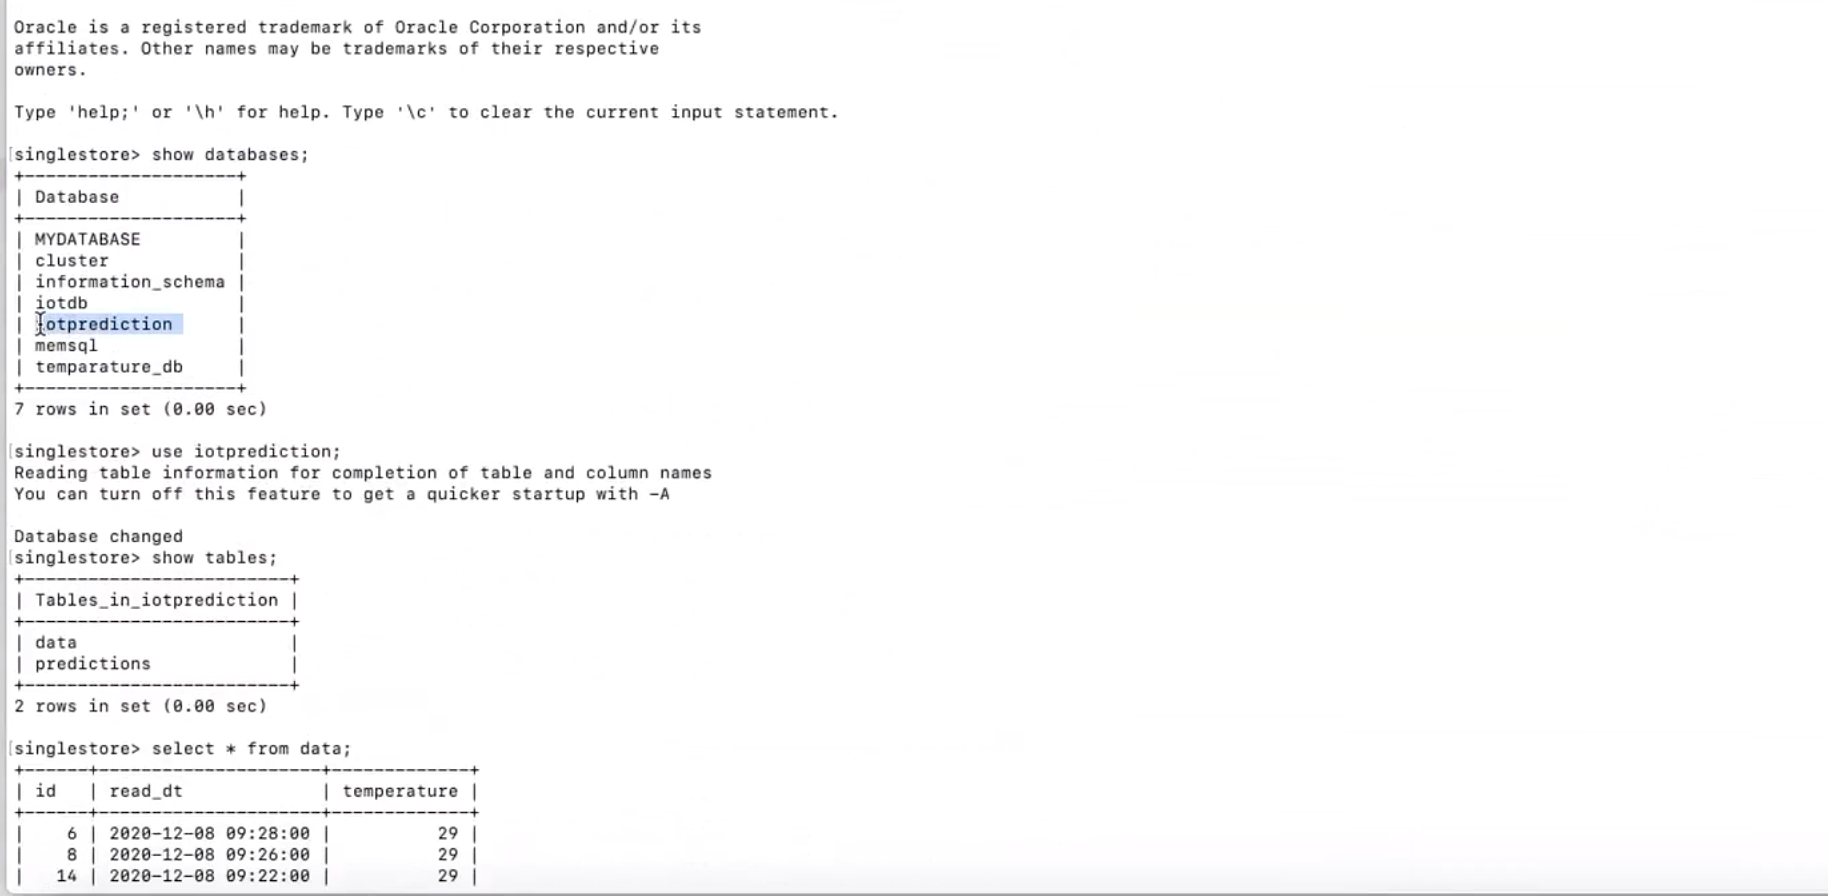 Oracle is a registered trademark of Oracle Corporation and/or its
affiliates. Other names may be trademarks of their respective
owners.
Type 'help;' or '\h' for help. Type '\c' to clear the current input statement.
[singlestore> show databases;
+--------------------+
| Database           |
+--------------------+
| MYDATABASE         |
| cluster            |
| information_schema |
| iotdb              |
| iotprediction      |
| memsql             |
| temparature_db     |
+--------------------+
7 rows in set (0.00 sec)
[singlestore> use iotprediction;
Reading table information for completion of table and column names
You can turn off this feature to get a quicker startup with -A
Database changed
[singlestore> show tables;
+-------------------------+
| Tables_in_iotprediction |
+-------------------------+
| data                    |
| predictions             |
+-------------------------+
2 rows in set (0.00 sec)
[singlestore> select * from data;
+------+---------------------+-------------+
| id   | read_dt             | temperature |
+------+---------------------+-------------+
|    6 | 2020-12-08 09:28:00 |          29 |
|    8 | 2020-12-08 09:26:00 |          29 |
|   14 | 2020-12-08 09:22:00 |          29 |